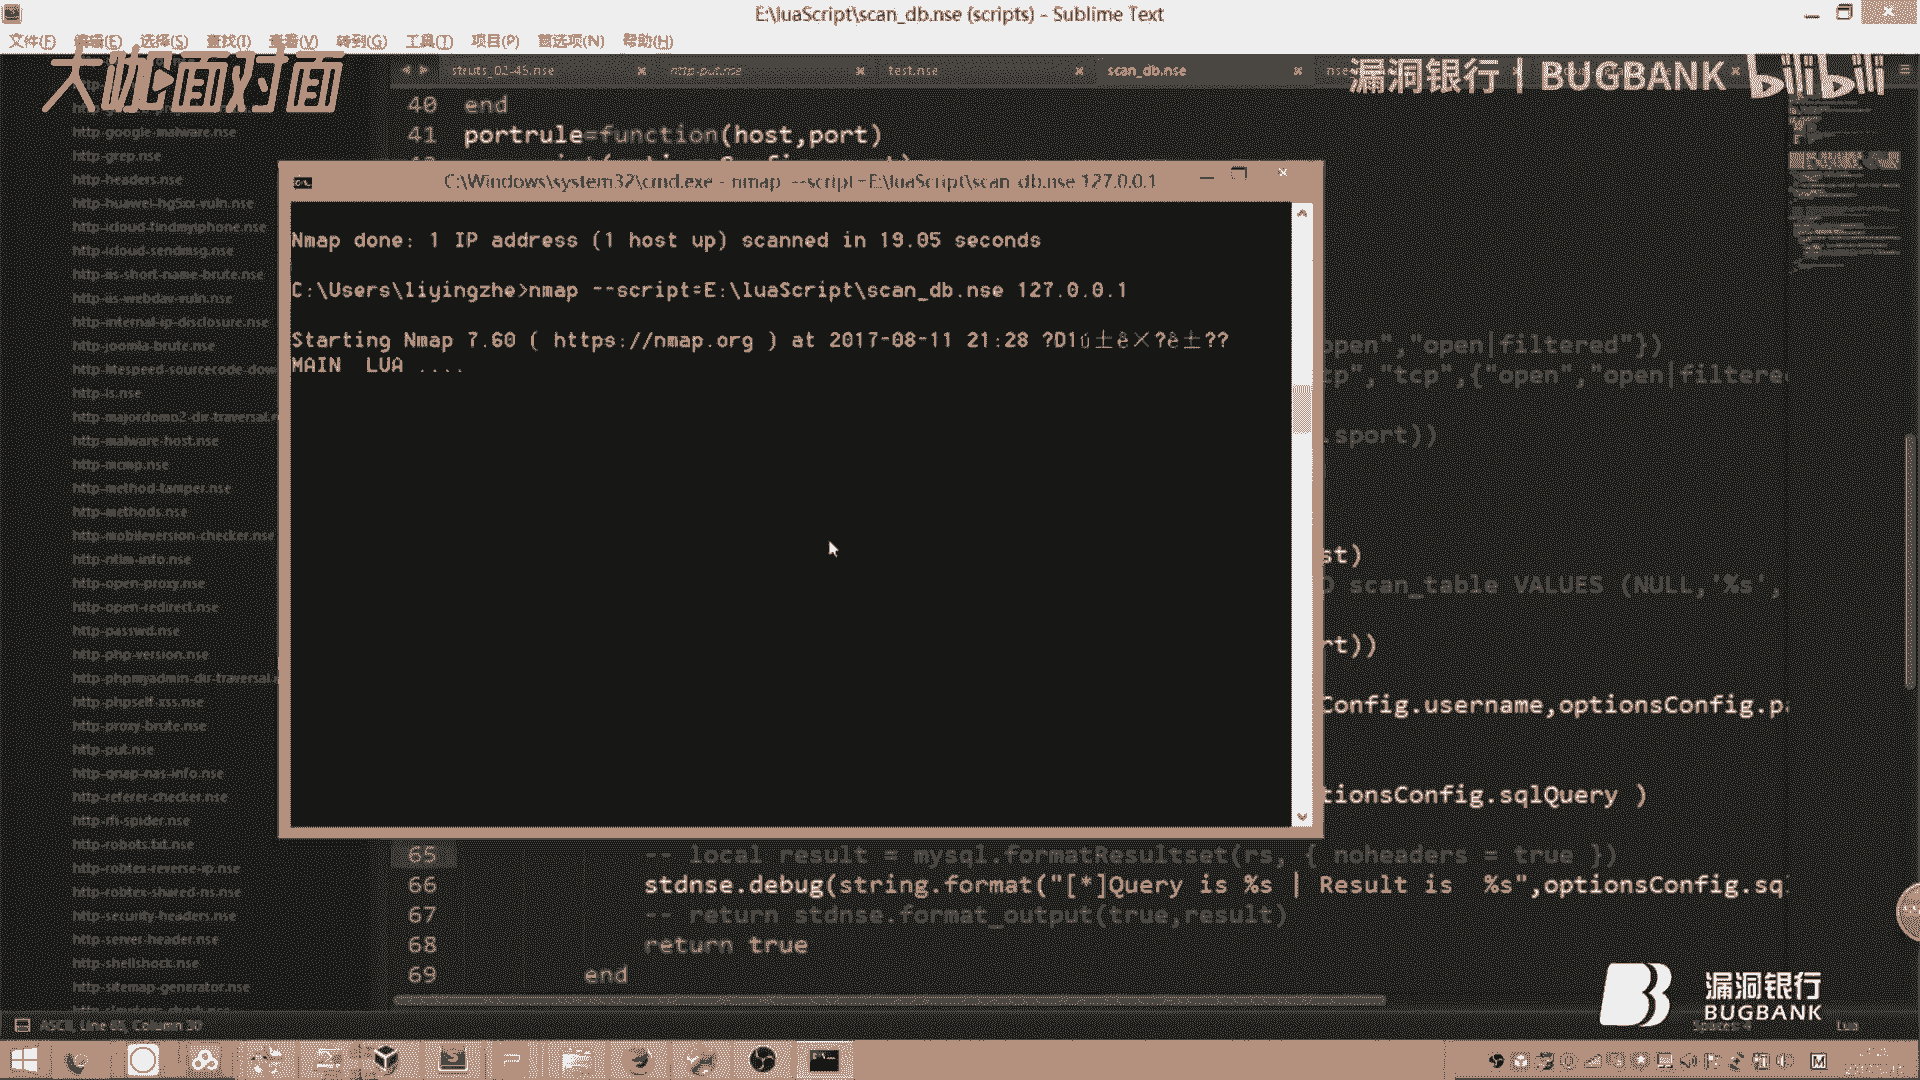 E:\luaScript\scan_db.nse (scripts) - Sublime Text
文件(F) 编辑(E) 选择(S) 查找(I) 查看(V) 转到(G) 工具(T) 项目(P) 首选项(N) 帮助(H)
大咖面对面
漏洞银行 | BUGBANK bilibili
struts_02-45.nse http-put.nse test.nse scan_db.nse
http-google-malware.nse
http-grep.nse
http-headers.nse
http-huawei-hg5xx-vuln.nse
http-icloud-findmyiphone.nse
http-icloud-sendmsg.nse
http-iis-short-name-brute.nse
http-iis-webdav-vuln.nse
http-internal-ip-disclosure.nse
http-joomla-brute.nse
http-litespeed-sourcecode-dow
http-ls.nse
http-majordomo2-dir-traversal.n
http-malware-host.nse
http-mcmp.nse
http-method-tamper.nse
http-methods.nse
http-mobileversion-checker.nse
http-ntlm-info.nse
http-open-proxy.nse
http-open-redirect.nse
http-passwd.nse
http-php-version.nse
http-phpmyadmin-dir-traversal.n
http-phpself-xss.nse
http-proxy-brute.nse
http-put.nse
http-qnap-nas-info.nse
http-referer-checker.nse
http-rfi-spider.nse
http-robots.txt.nse
http-robtex-reverse-ip.nse
http-robtex-shared-ns.nse
http-security-headers.nse
http-server-header.nse
http-shellshock.nse
http-sitemap-generator.nse
40 end
41 portrule=function(host,port)
C:\Windows\system32\cmd.exe - nmap --script=E:\luaScript\scan_db.nse 127.0.0.1
Nmap done: 1 IP address (1 host up) scanned in 19.05 seconds
C:\Users\liyingzhe>nmap --script=E:\luaScript\scan_db.nse 127.0.0.1
Starting Nmap 7.60 ( https://nmap.org ) at 2017-08-11 21:28 ?D1ú±ê×?ê±??
MAIN LUA ....
open","open|filtered"})
cp","tcp",{"open","open|filtere
.sport))
st)
O scan_table VALUES (NULL,'%s',
rt))
Config.username,optionsConfig.p
tionsConfig.sqlQuery )
65 -- local result = mysql.formatResultset(rs, { noheaders = true })
66 stdnse.debug(string.format("[*]Query is %s | Result is %s",optionsConfig.sq
67 -- return stdnse.format_output(true,result)
68 return true
69 end
漏洞银行
BUGBANK
ASCII, Line 65, Column 30
Spaces: 4 Lua